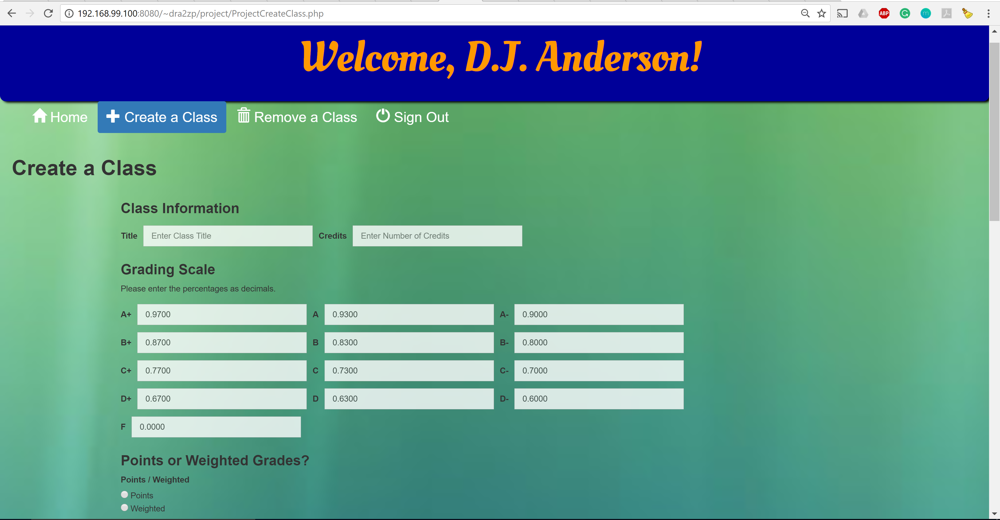 192.168.99.100:8080/~dra2zp/project/ProjectCreateClass.php
ABP
G
m
Welcome, D.J. Anderson!
Home Create a Class Remove a Class Sign Out
Create a Class
Class Information
Title Enter Class Title Credits Enter Number of Credits
Grading Scale
Please enter the percentages as decimals.
A+ 0.9700 A 0.9300 A- 0.9000
B+ 0.8700 B 0.8300 B- 0.8000
C+ 0.7700 C 0.7300 C- 0.7000
D+ 0.6700 D 0.6300 D- 0.6000
F 0.0000
Points or Weighted Grades?
Points / Weighted
Points
Weighted